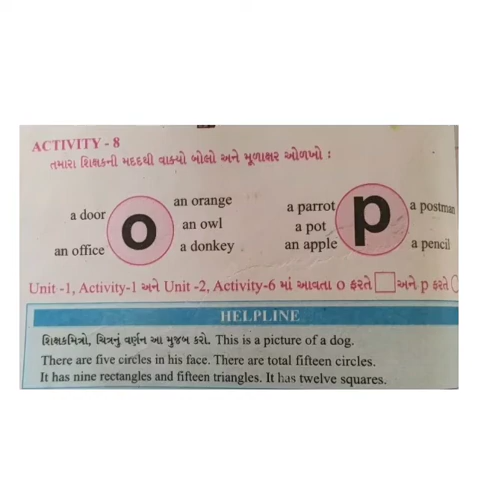 ACTIVITY - 8
તમારા શિક્ષકની મદદથી વાક્યો બોલો અને મૂળાક્ષર ઓળખો :
a door
an office
o
an orange
an owl
a donkey
a parrot
a pot
an apple
p
a postman
a pencil
Unit -1, Activity-1 અને Unit -2, Activity-6 માં આવતા o ફરતે □ અને p ફરતે
HELPLINE
શિક્ષકમિત્રો, ચિત્રનું વર્ણન આ મુજબ કરો. This is a picture of a dog.
There are five circles in his face. There are total fifteen circles.
It has nine rectangles and fifteen triangles. It has twelve squares.